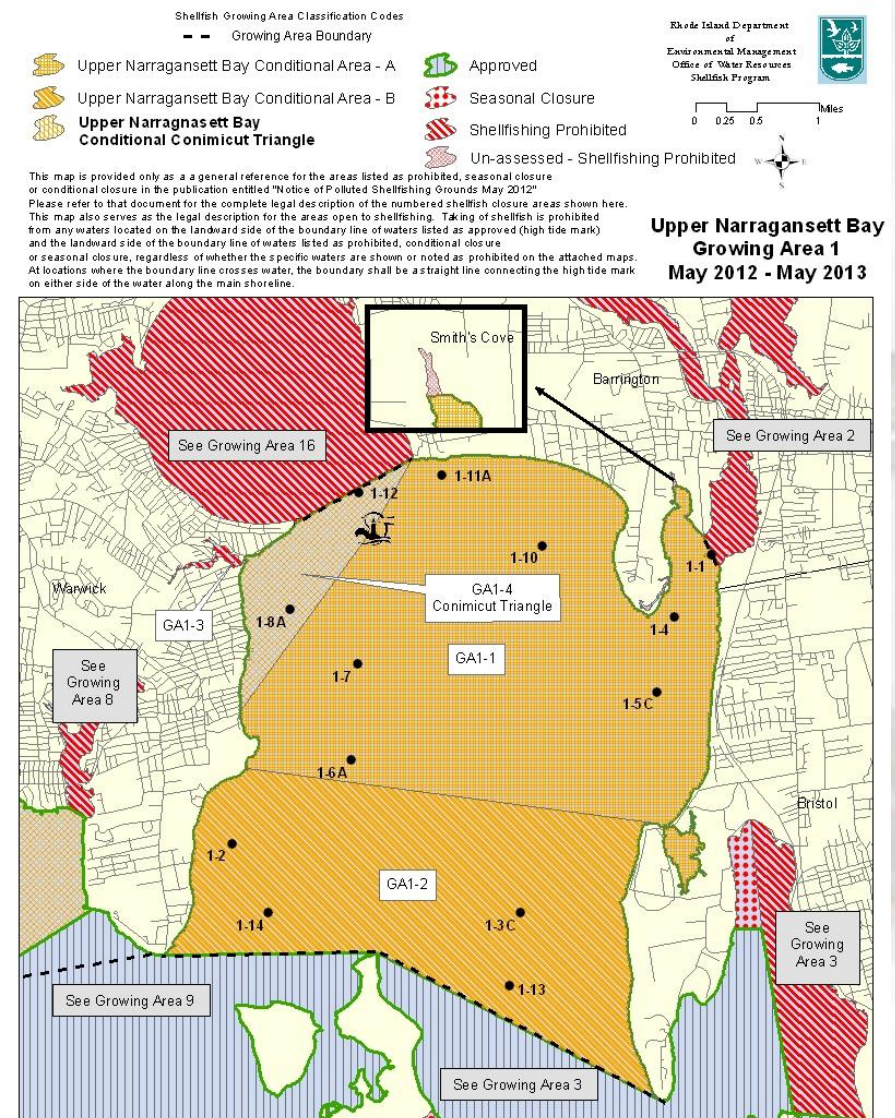 Shellfish Growing Area Classification Codes
Growing Area Boundary
Upper Narragansett Bay Conditional Area - A
Upper Narragansett Bay Conditional Area - B
Upper Narragnasett Bay
Conditional Conimicut Triangle
Approved
Seasonal Closure
Shellfishing Prohibited
Un-assessed - Shellfishing Prohibited
Rhode Island Department
of
Environmental Management
Office of Water Resources
Shellfish Program
Miles
0 0.25 0.5 1
N
W E
S
This map is provided only as a a general reference for the areas listed as prohibited, seasonal closure
or conditional closure in the publication entitled "Notice of Polluted Shellfishing Grounds May 2012"
Please refer to that document for the complete legal description of the numbered shellfish closure areas shown here.
This map also serves as the legal description for the areas open to shellfishing. Taking of shellfish is prohibited
from any waters located on the landward side of the boundary line of waters listed as approved (high tide mark)
and the landward side of the boundary line of waters listed as prohibited, conditional closure
or seasonal closure, regardless of whether the specific waters are shown or noted as prohibited on the attached maps.
At locations where the boundary line crosses water, the boundary shall be a straight line connecting the high tide mark
on either side of the water along the main shoreline.
Upper Narragansett Bay
Growing Area 1
May 2012 - May 2013
Smith's Cove
Barrington
See Growing Area 16
See Growing Area 2
1-11A
1-12
1-10
1-1
Warwick
GA1-4
Conimicut Triangle
GA1-3
1-8A
1-4
See
Growing
Area 8
GA1-1
1-7
1-5C
1-6A
Bristol
1-2
GA1-2
1-14
1-3C
See
Growing
Area 3
1-13
See Growing Area 9
See Growing Area 3